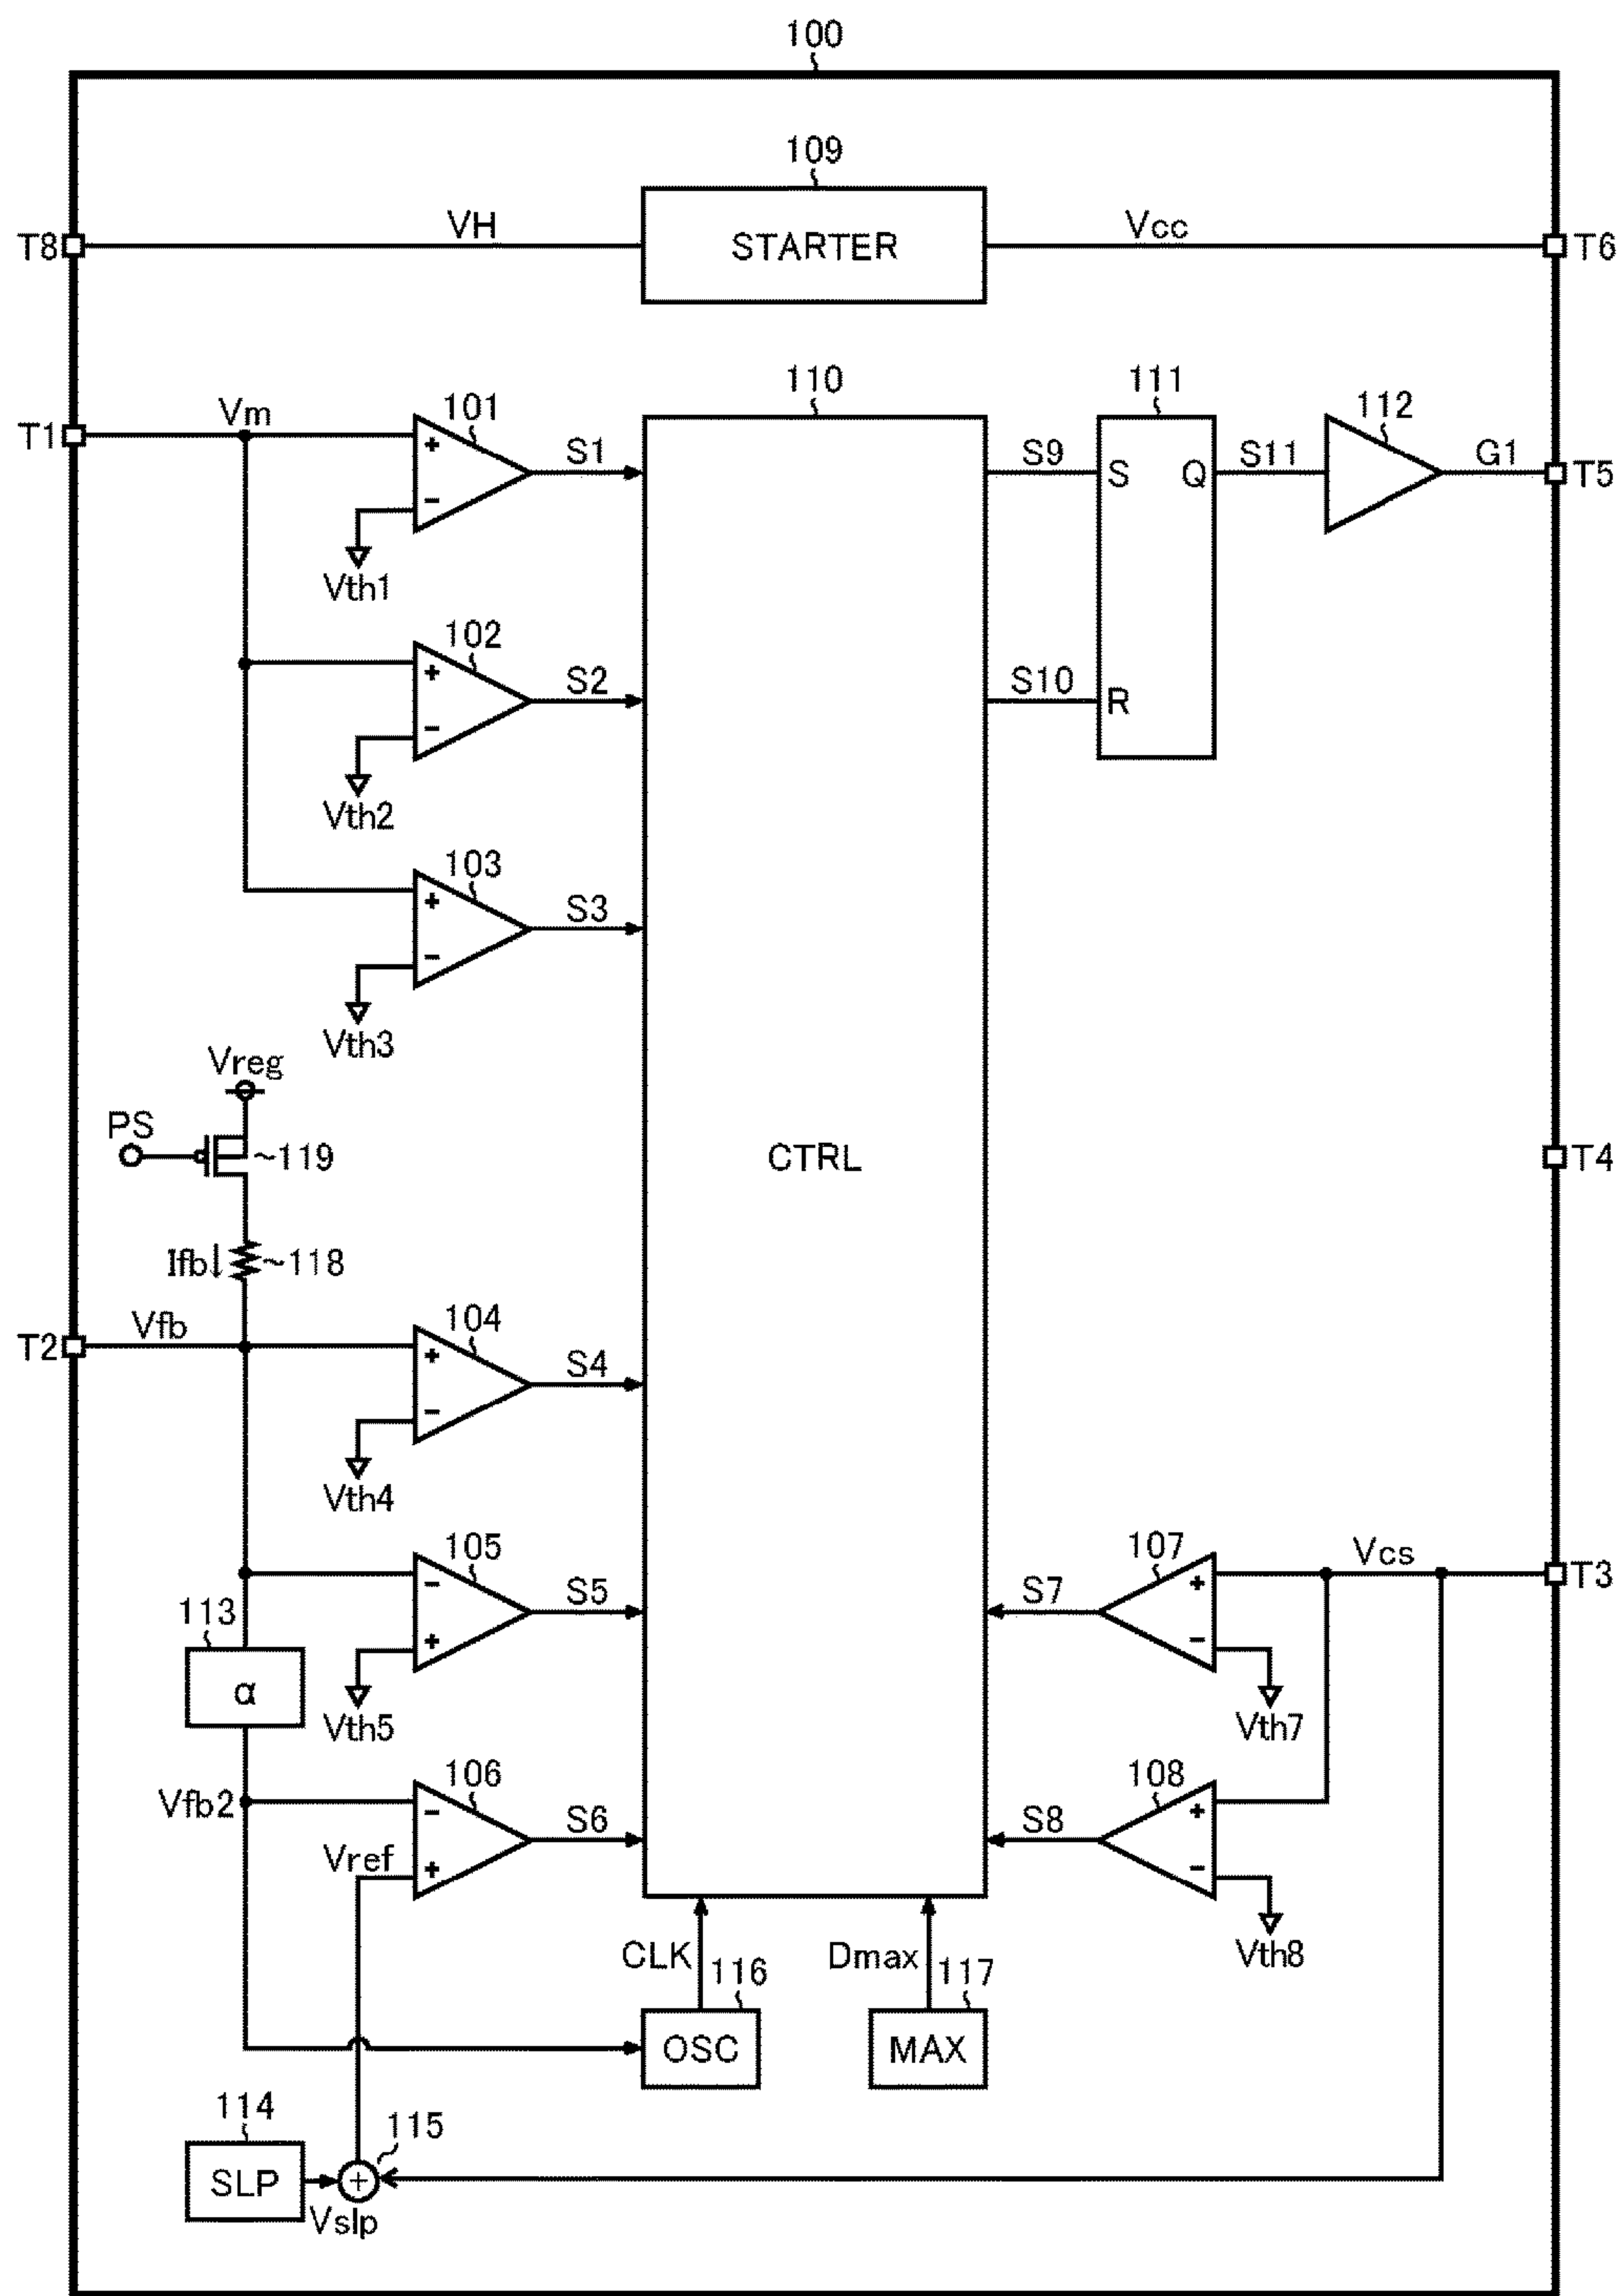 100
109
T8
VH
STARTER
Vcc
T6
110
111
112
T1
Vm
101
+
-
S1
S9
S
Q
S11
G1
T5
Vth1
102
+
-
S2
S10
R
Vth2
103
+
-
S3
Vth3
Vreg
PS
~119
CTRL
T4
Ifb↓
~118
T2
Vfb
104
+
-
S4
Vth4
105
-
+
S5
107
+
-
S7
Vcs
T3
113
α
Vth5
Vth7
Vfb2
106
-
+
S6
108
+
-
S8
Vref
Vth8
CLK
116
Dmax
117
OSC
MAX
114
115
SLP
+
Vslp